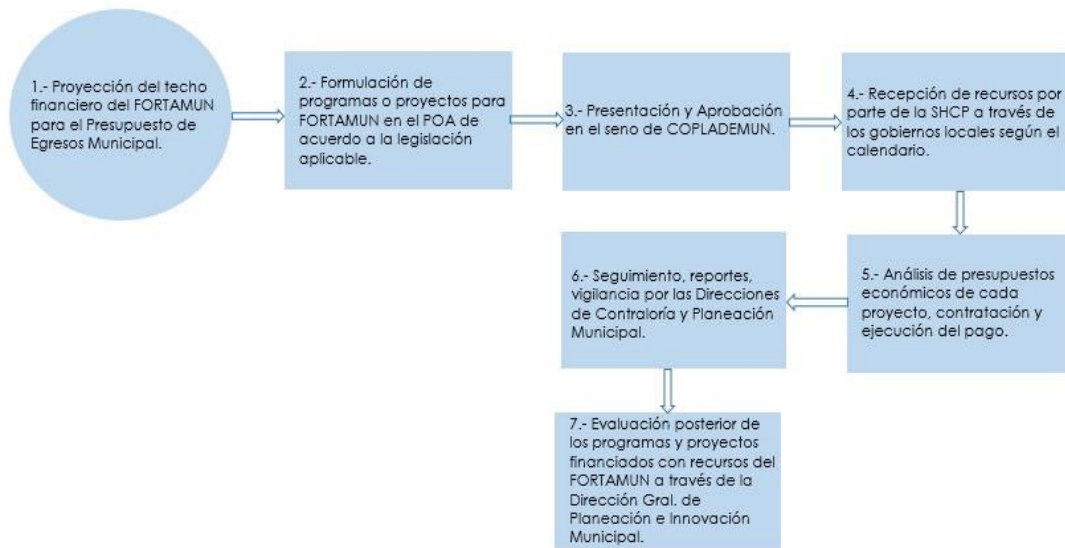 1.- Proyección del techo
financiero del FORTAMUN
para el Presupuesto de
Egresos Municipal.
2.- Formulación de
programas o proyectos para
FORTAMUN en el POA de
acuerdo a la legislación
aplicable.
3.- Presentación y Aprobación
en el seno de COPLADEMUN.
4.- Recepción de recursos por
parte de la SHCP a través de
los gobiernos locales según el
calendario.
5.- Análisis de presupuestos
económicos de cada
proyecto, contratación y
ejecución del pago.
6.- Seguimiento, reportes,
vigilancia por las Direcciones
de Contraloría y Planeación
Municipal.
7.- Evaluación posterior de
los programas y proyectos
financiados con recursos del
FORTAMUN a través de la
Dirección Gral. de
Planeación e Innovación
Municipal.